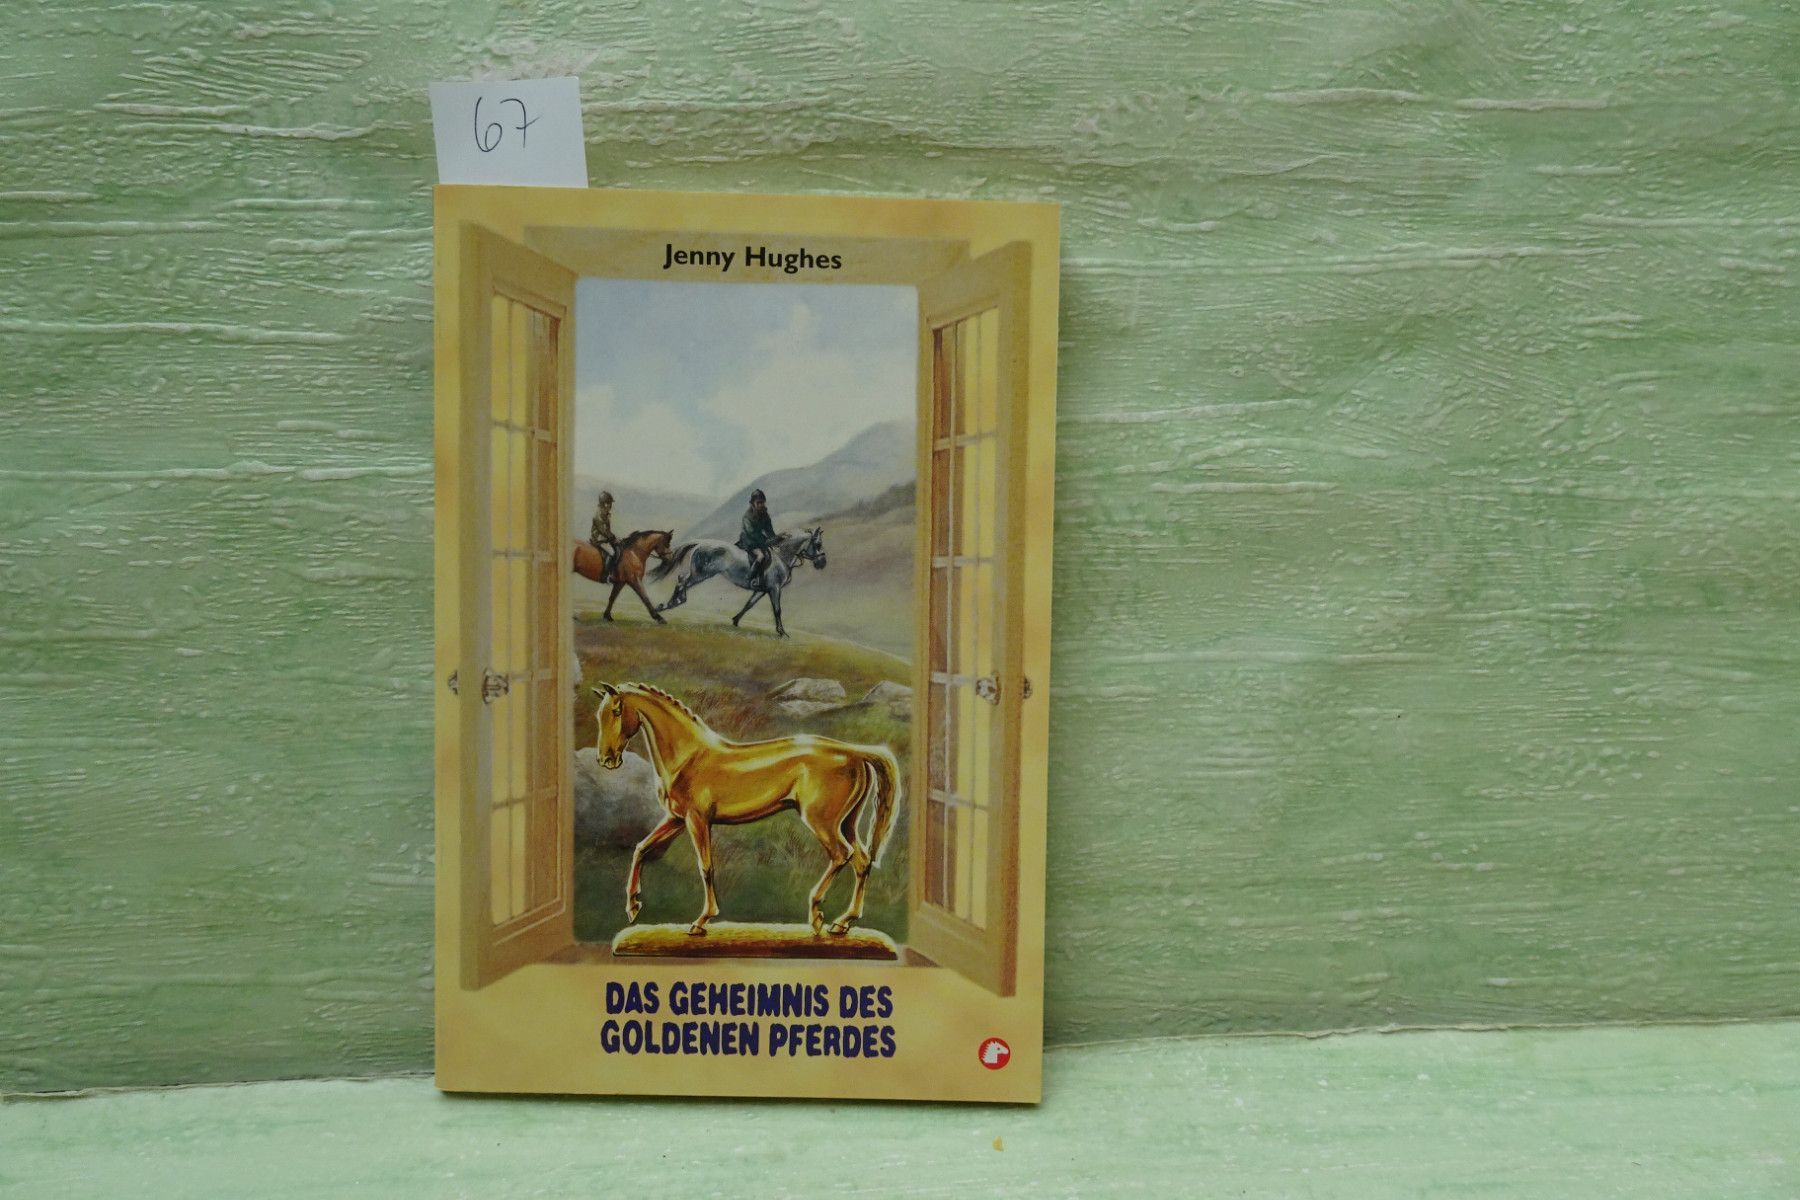 67
Jenny Hughes
DAS GEHEIMNIS DES
GOLDENEN PFERDES